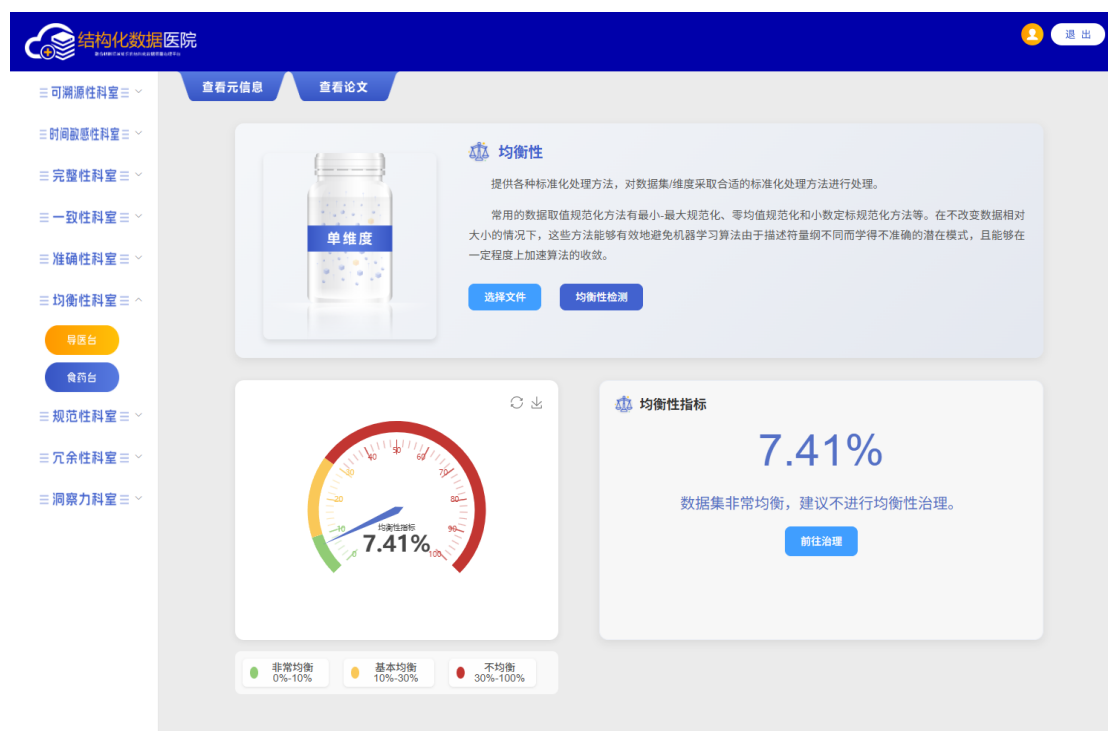 结构化数据医院
退 出
查看元信息
查看论文
可溯源性科室
时间敏感性科室
完整性科室
一致性科室
准确性科室
均衡性科室
导医台
食药台
规范性科室
冗余性科室
洞察力科室
单维度
均衡性
提供各种标准化处理方法，对数据集/维度采取合适的标准化处理方法进行处理。
常用的数据取值规范化方法有最小-最大规范化、零均值规范化和小数定标规范化方法等。在不改变数据相对
大小的情况下，这些方法能够有效地避免机器学习算法由于描述符量纲不同而学得不准确的潜在模式，且能够在
一定程度上加速算法的收敛。
选择文件
均衡性检测
0
10
20
30
40
50
60
70
80
90
100
均衡性指标
7.41%
非常均衡
0%-10%
基本均衡
10%-30%
不均衡
30%-100%
均衡性指标
7.41%
数据集非常均衡，建议不进行均衡性治理。
前往治理